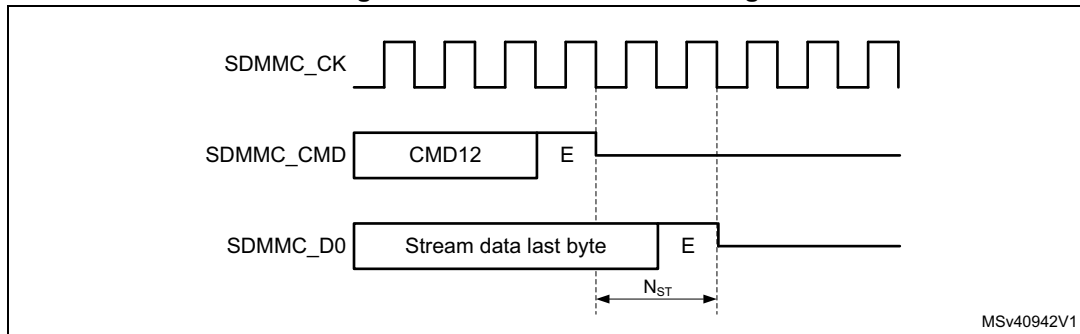 SDMMC_CK
SDMMC_CMD CMD12 E
SDMMC_D0 Stream data last byte E
NST
MSv40942V1